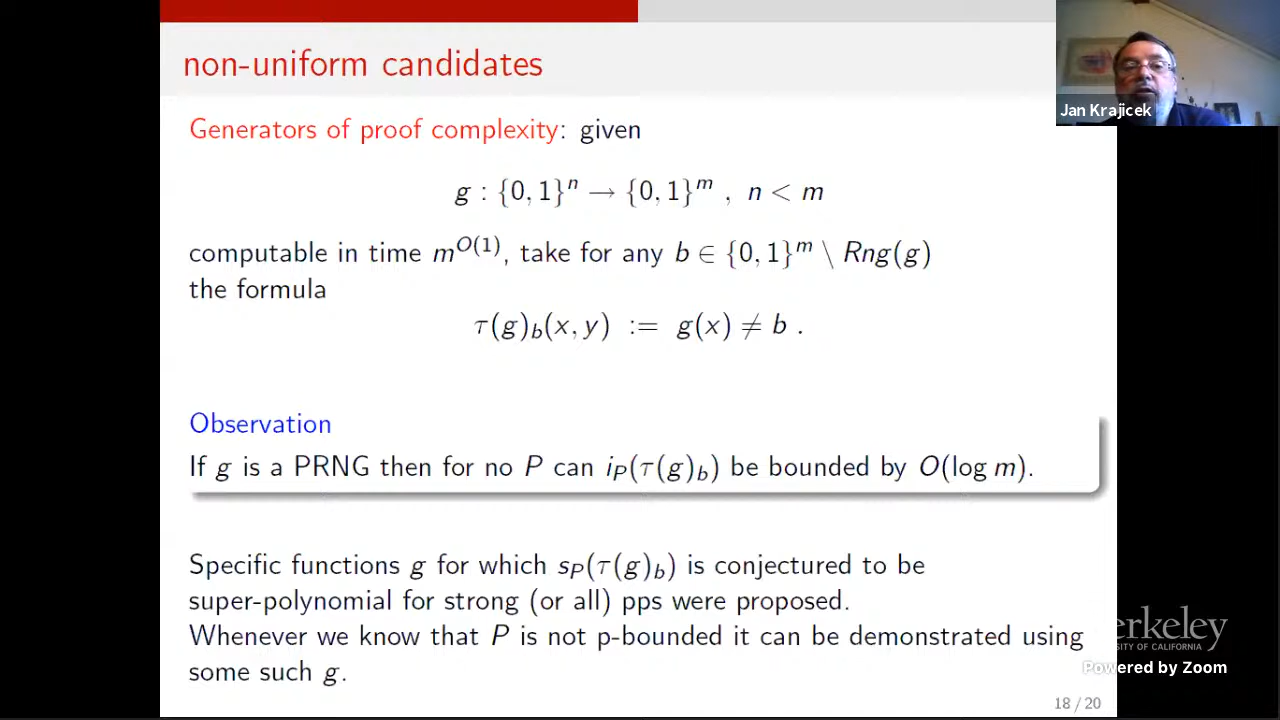 non-uniform candidates
Jan Krajicek
Generators of proof complexity: given
g : {0, 1}ⁿ → {0, 1}ᵐ , n < m
computable in time m^{O(1)}, take for any b ∈ {0, 1}ᵐ \ Rng(g)
the formula
τ(g)_b(x, y) := g(x) ≠ b .
Observation
If g is a PRNG then for no P can i_P(τ(g)_b) be bounded by O(log m).
Specific functions g for which s_P(τ(g)_b) is conjectured to be
super-polynomial for strong (or all) pps were proposed.
Whenever we know that P is not p-bounded it can be demonstrated using
some such g.
OF CALIFORNIA
Powered by Zoom
18 / 20